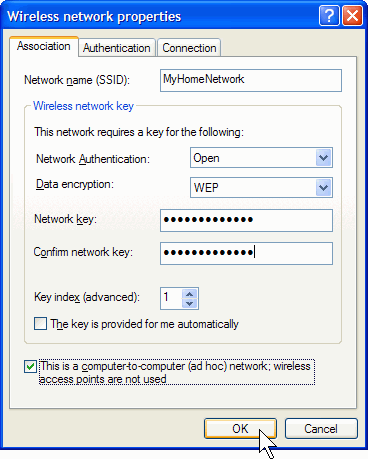 Wireless network properties
Association Authentication Connection
Network name (SSID): MyHomeNetwork
Wireless network key
This network requires a key for the following:
Network Authentication: Open
Data encryption: WEP
Network key: •••••••••••••
Confirm network key: •••••••••••••
Key index (advanced): 1
The key is provided for me automatically
This is a computer-to-computer (ad hoc) network; wireless
access points are not used
OK Cancel